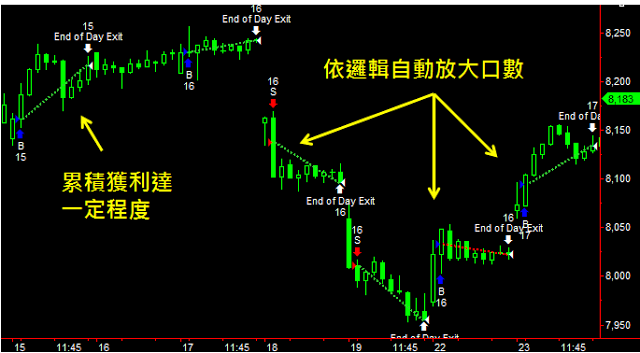 16
End of Day Exit
15
End of Day Exit
8,250
依邏輯自動放大口數
B
16
16
S
8,200
8,183
17
End of Da
B
15
8,150
累積獲利達
一定程度
8,100
End of Day Exit
16
16
S
16
End of Day Exit
B
17
8,050
B
16
8,000
7,950
End of Day Exit
15
11:45
16
17
11:45
18
19
11:45
22
23
11:45